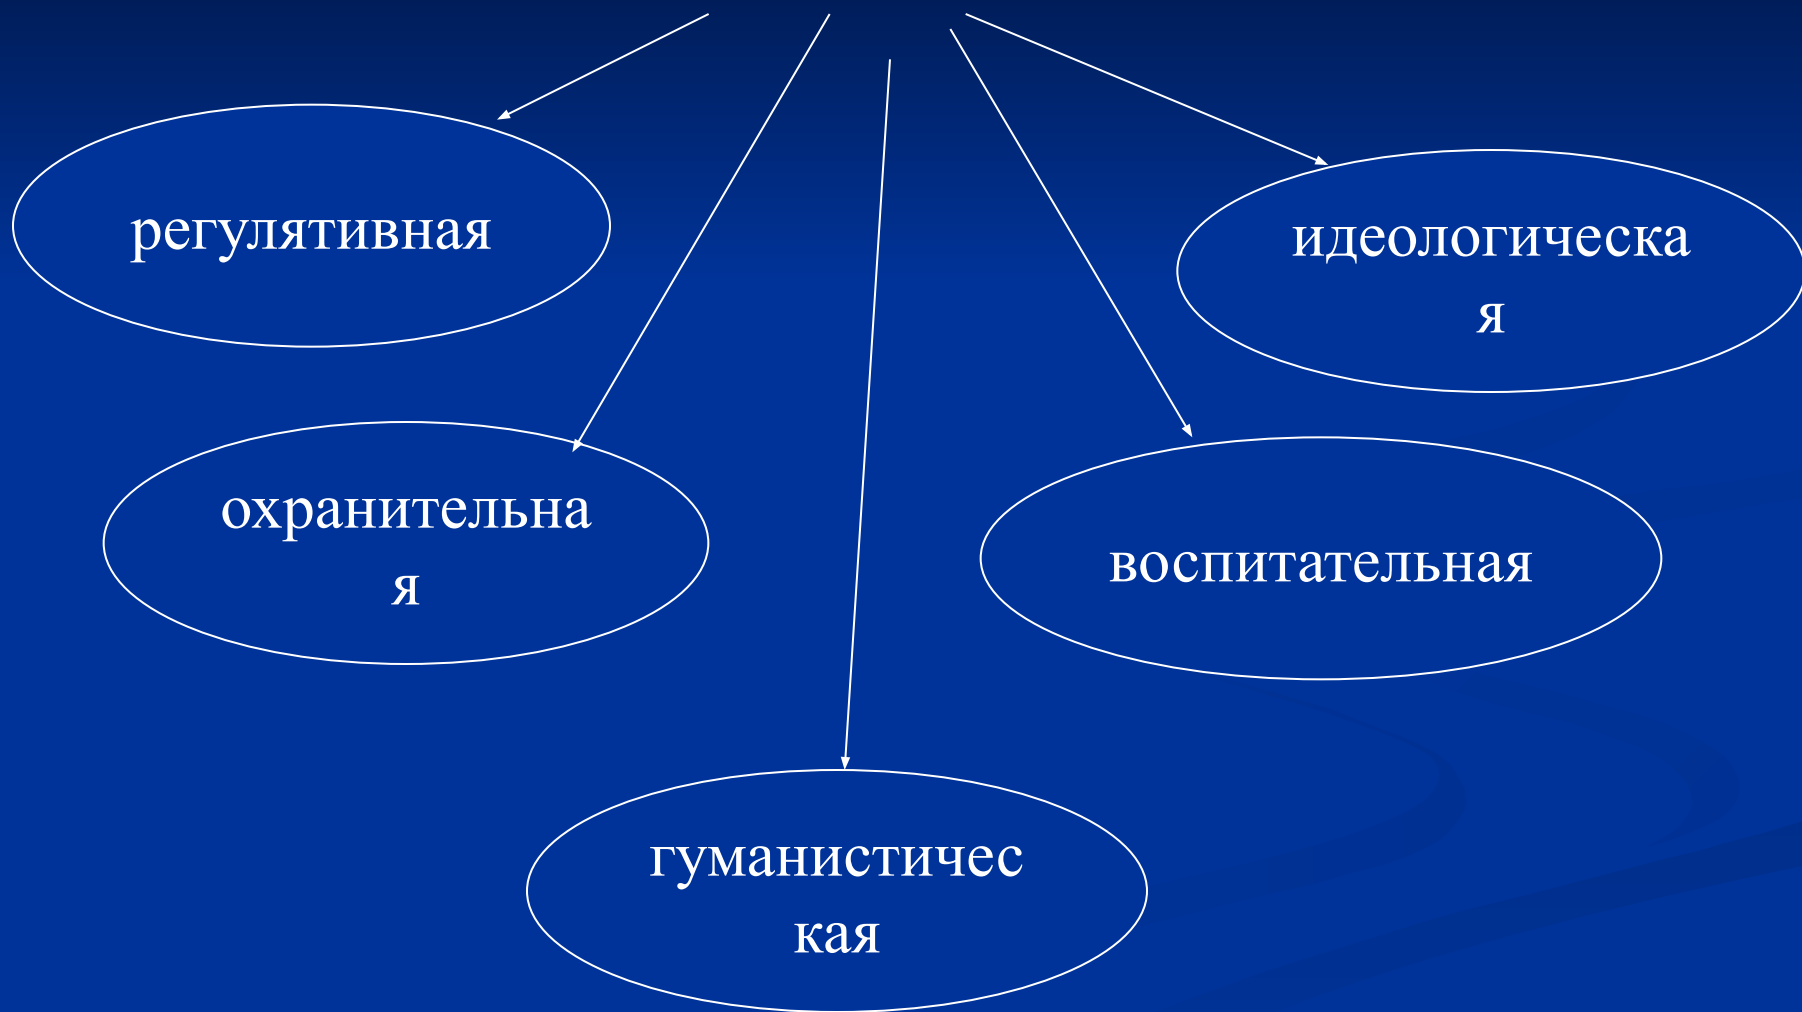 регулятивная
идеологическа
я
охранительна
я
воспитательная
гуманистичес
кая